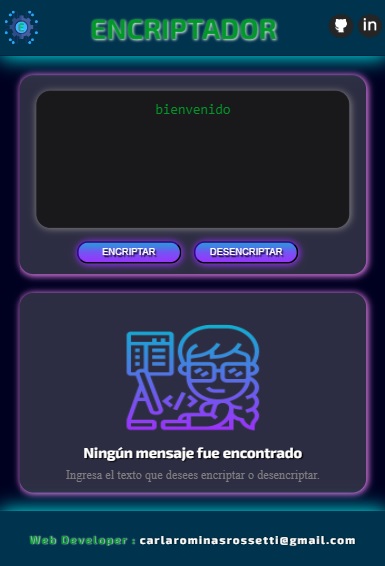 ENCRIPTADOR
in
bienvenido
ENCRIPTAR DESENCRIPTAR
Ningún mensaje fue encontrado
Ingresa el texto que desees encriptar o desencriptar.
Web Developer : carlarominasrossetti@gmail.com